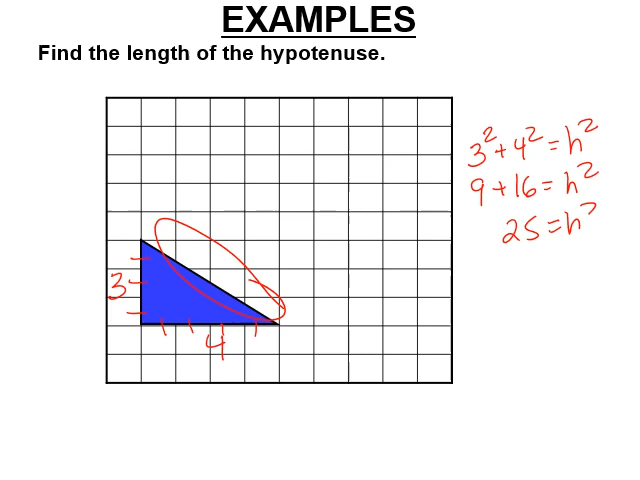 EXAMPLES
Find the length of the hypotenuse.
3² + 4² = h²
9 + 16 = h²
25 = h²
3
4